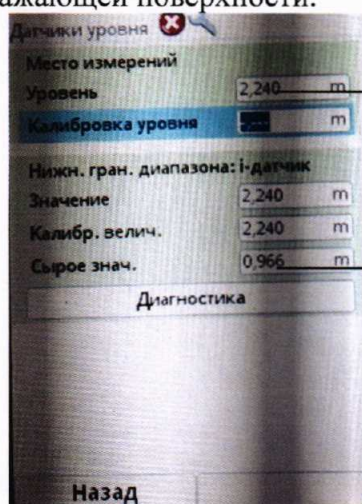 ажающей поверхности.
Датчики уровня
Место измерений
Уровень 2,240 m
Калибровка уровня -,--- m
Нижн. гран. диапазона: i-датчик
Значение 2,240 m
Калибр. велич. 2,240 m
Сырое знач. 0,966 m
Диагностика
Назад